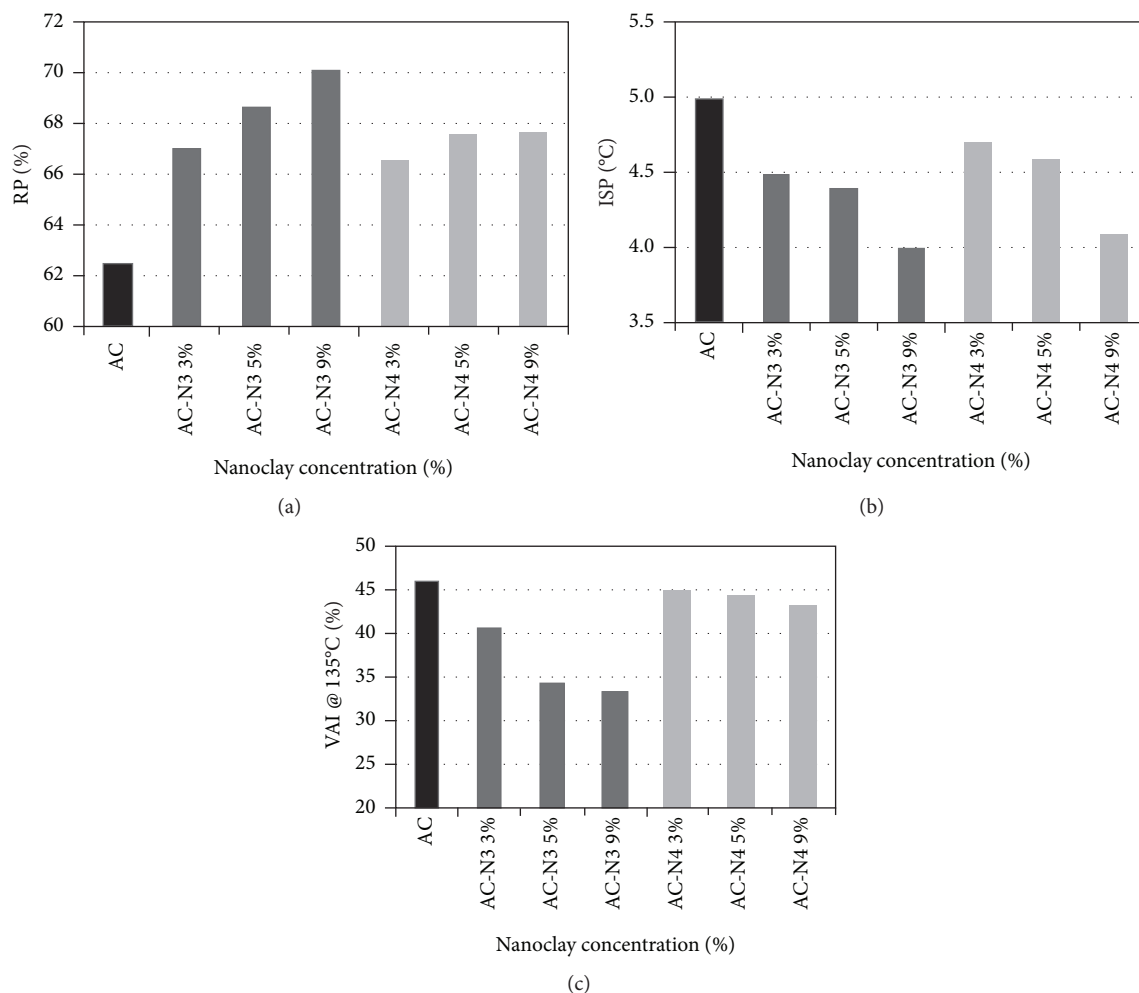 72
70
68
66
64
62
60
RP (%)
AC
AC-N3 3%
AC-N3 5%
AC-N3 9%
AC-N4 3%
AC-N4 5%
AC-N4 9%
Nanoclay concentration (%)
(a)
5.5
5.0
4.5
4.0
3.5
ISP (°C)
AC
AC-N3 3%
AC-N3 5%
AC-N3 9%
AC-N4 3%
AC-N4 5%
AC-N4 9%
Nanoclay concentration (%)
(b)
50
45
40
35
30
25
20
VAI @ 135°C (%)
AC
AC-N3 3%
AC-N3 5%
AC-N3 9%
AC-N4 3%
AC-N4 5%
AC-N4 9%
Nanoclay concentration (%)
(c)